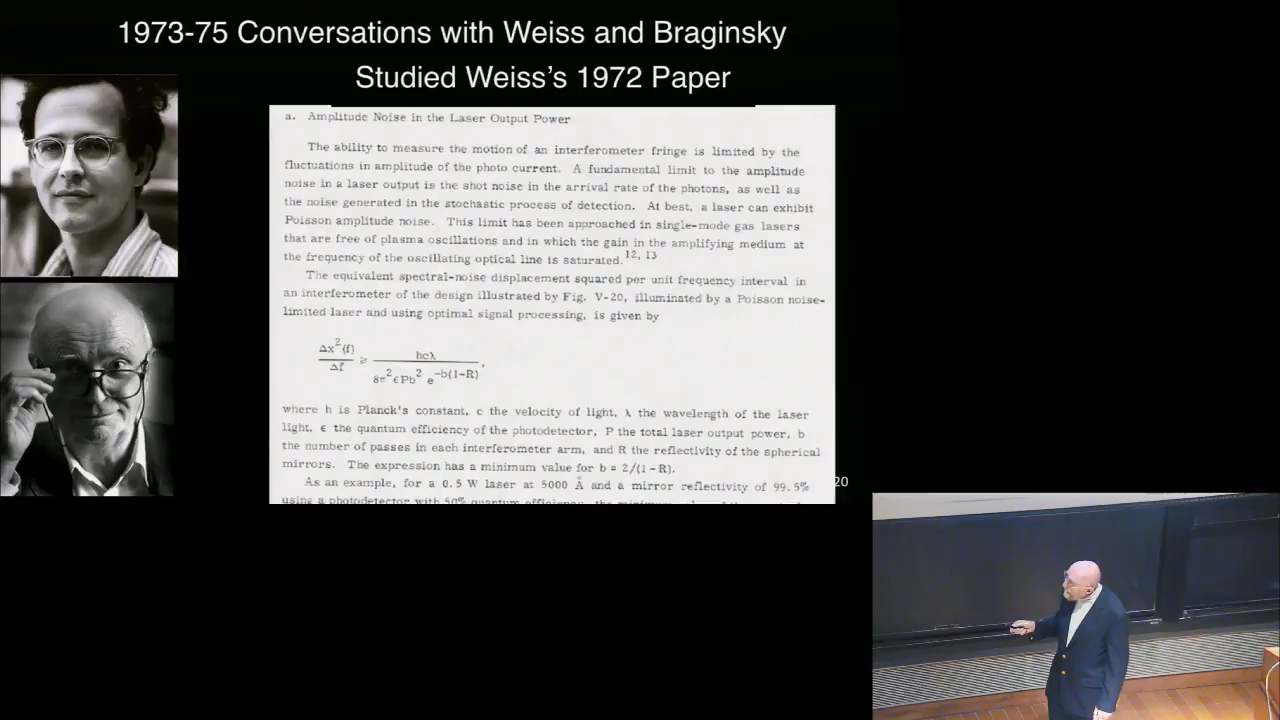 1973-75 Conversations with Weiss and Braginsky
Studied Weiss's 1972 Paper
a. Amplitude Noise in the Laser Output Power
The ability to measure the motion of an interferometer fringe is limited by the
fluctuations in amplitude of the photo current. A fundamental limit to the amplitude
noise in a laser output is the shot noise in the arrival rate of the photons, as well as
the noise generated in the stochastic process of detection. At best, a laser can exhibit
Poisson amplitude noise. This limit has been approached in single-mode gas lasers
that are free of plasma oscillations and in which the gain in the amplifying medium at
the frequency of the oscillating optical line is saturated.12, 13
The equivalent spectral-noise displacement squared per unit frequency interval in
an interferometer of the design illustrated by Fig. V-20, illuminated by a Poisson noise-
limited laser and using optimal signal processing, is given by
Δx²(f)/Δf ≥ hcλ/8π²εPb² e^-b(1-R),
where h is Planck's constant, c the velocity of light, λ the wavelength of the laser
light, ε the quantum efficiency of the photodetector, P the total laser output power, b
the number of passes in each interferometer arm, and R the reflectivity of the spherical
mirrors. The expression has a minimum value for b = 2/(1 - R).
As an example, for a 0.5 W laser at 5000 Å and a mirror reflectivity of 99.5%
using a photodetector with 50% quantum
20